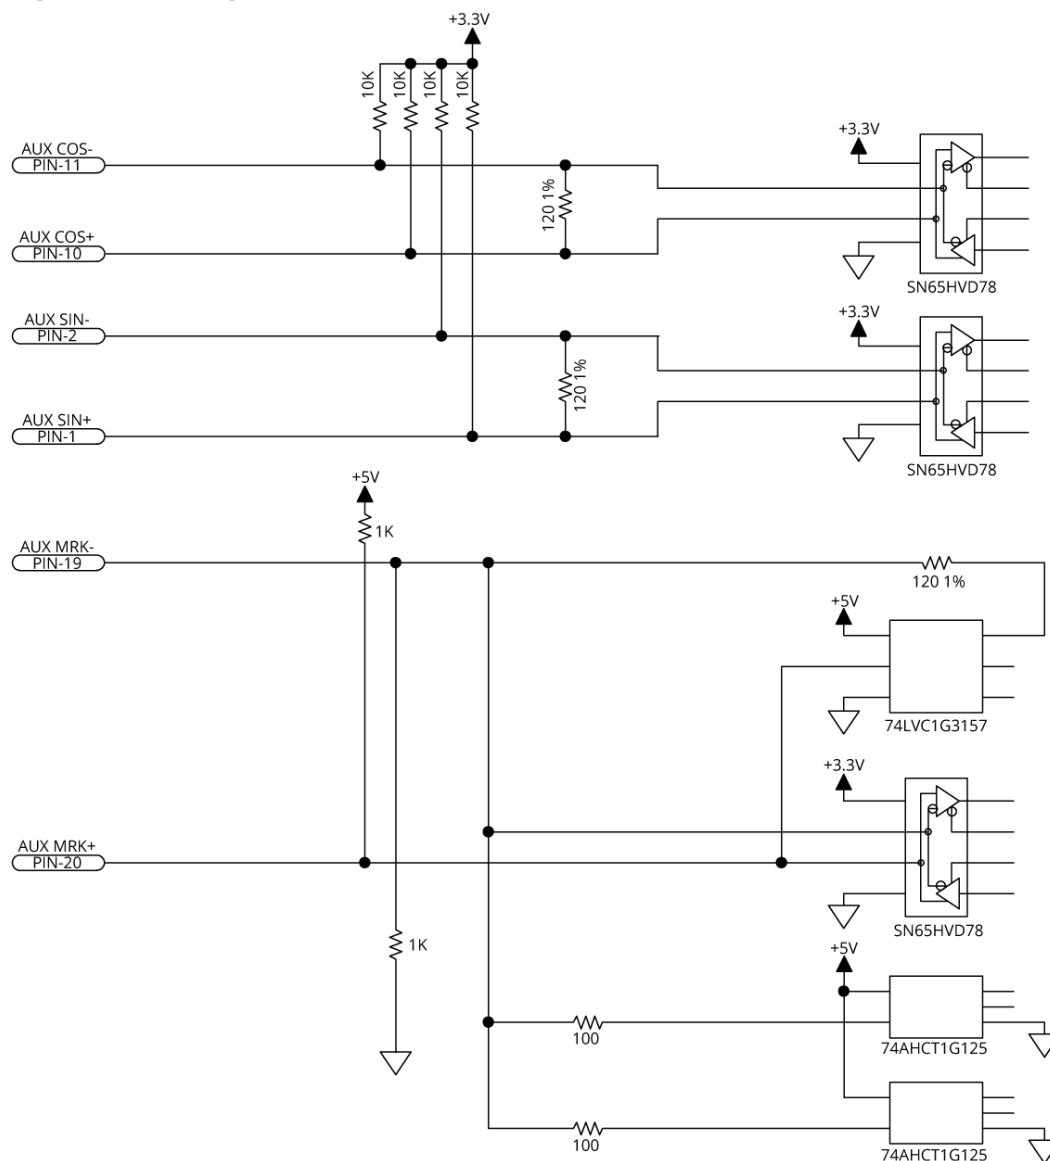 +3.3V
10K
10K
10K
10K
AUX COS-
PIN-11
+3.3V
120 1%
AUX COS+
PIN-10
SN65HVD78
AUX SIN-
PIN-2
+3.3V
120 1%
AUX SIN+
PIN-1
SN65HVD78
+5V
1K
AUX MRK-
PIN-19
120 1%
+5V
74LVC1G3157
+3.3V
AUX MRK+
PIN-20
SN65HVD78
1K
+5V
100
74AHCT1G125
100
74AHCT1G125